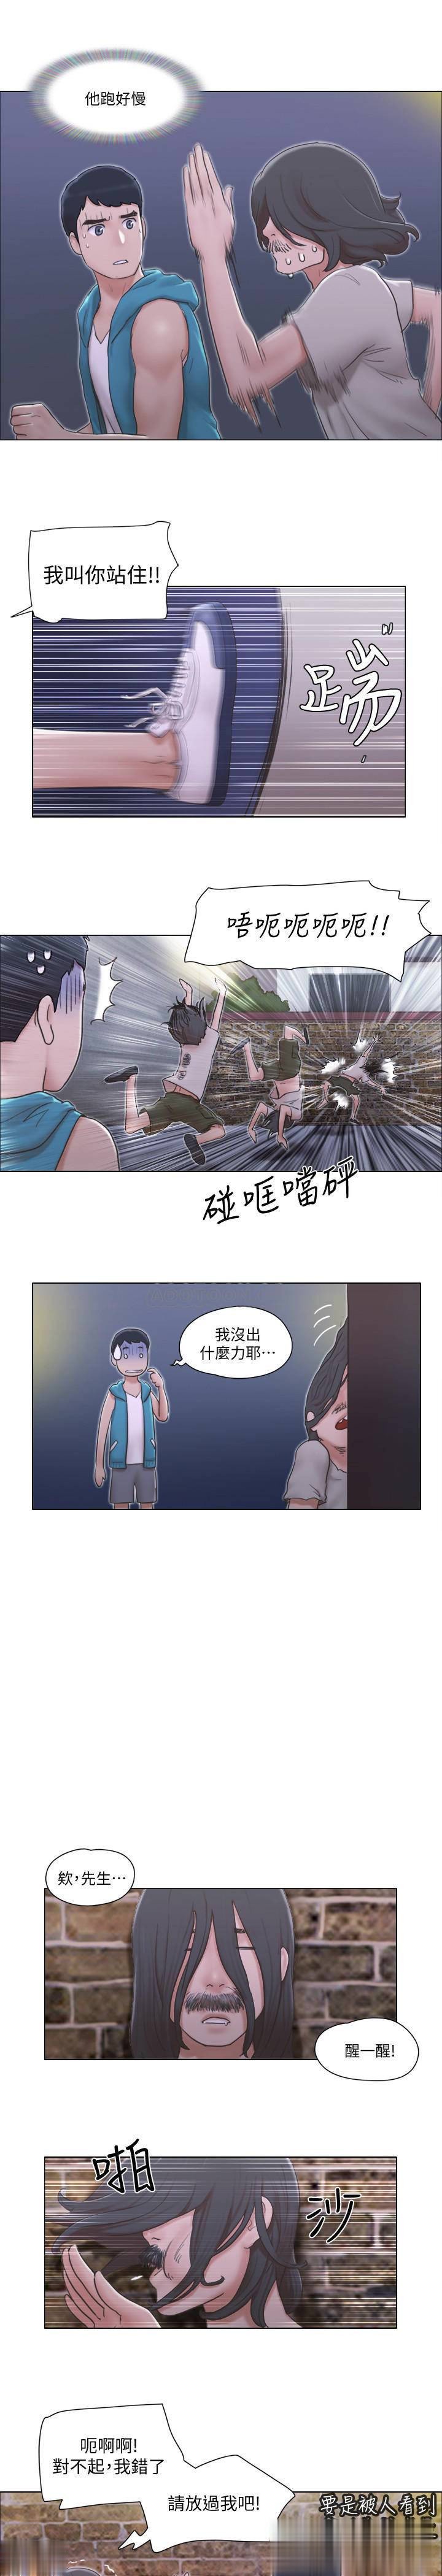 他跑好慢
我叫你站住!!
踹
唔呃呃呃呃!!
碰哐噹砰
我沒出
什麼力耶⋯
欸，先生⋯
醒一醒!
啪
沙
呃啊啊!
對不起，我錯了
請放過我吧!
要是被人看到